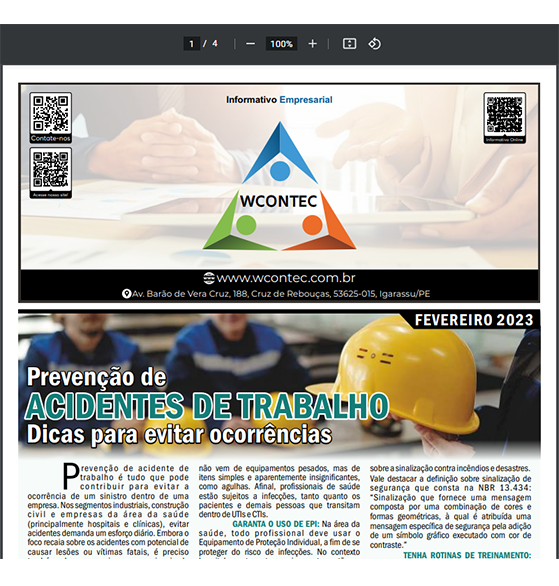 1 / 4
100%
Informativo Empresarial
Contate-nos
Acesse nosso site!
Informativo Online
WCONTEC
www.wcontec.com.br
Av. Barão de Vera Cruz, 188, Cruz de Rebouças, 53625-015, Igarassu/PE
FEVEREIRO 2023
Prevenção de
ACIDENTES DE TRABALHO
Dicas para evitar ocorrências
Prevenção de acidente de
trabalho é tudo que pode
contribuir para evitar a
ocorrência de um sinistro dentro de uma
empresa. Nos segmentos industriais, construção
civil e empresas da área da saúde
(principalmente hospitais e clínicas), evitar
acidentes demanda um esforço diário. Embora o
foco recaia sobre os acidentes com potencial de
causar lesões ou vítimas fatais, é preciso
não vem de equipamentos pesados, mas de
itens simples e aparentemente insignificantes,
como agulhas. Afinal, profissionais de saúde
estão sujeitos a infecções, tanto quanto os
pacientes e demais pessoas que transitam
dentro de UTIs e CTIs.
GARANTA O USO DE EPI: Na área da
saúde, todo profissional deve usar o
Equipamento de Proteção Individual, a fim de se
proteger do risco de infecções. No contexto
sobre a sinalização contra incêndios e desastres.
Vale destacar a definição sobre sinalização de
segurança que consta na NBR 13.434:
“Sinalização que fornece uma mensagem
composta por uma combinação de cores e
formas geométricas, à qual é atribuída uma
mensagem específica de segurança pela adição
de um símbolo gráfico executado com cor de
contraste.”
TENHA ROTINAS DE TREINAMENTO: